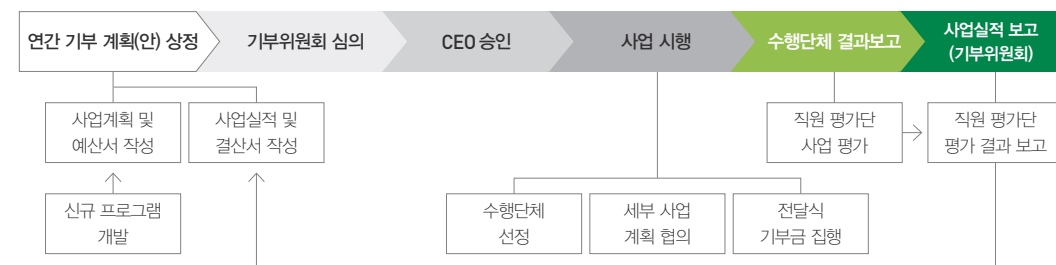 연간 기부 계획(안) 상정
기부위원회 심의
CEO 승인
사업 시행
수행단체 결과보고
사업실적 보고
(기부위원회)
사업계획 및
예산서 작성
사업실적 및
결산서 작성
직원 평가단
사업 평가
직원 평가단
평가 결과 보고
신규 프로그램
개발
수행단체
선정
세부 사업
계획 협의
전달식
기부금 집행